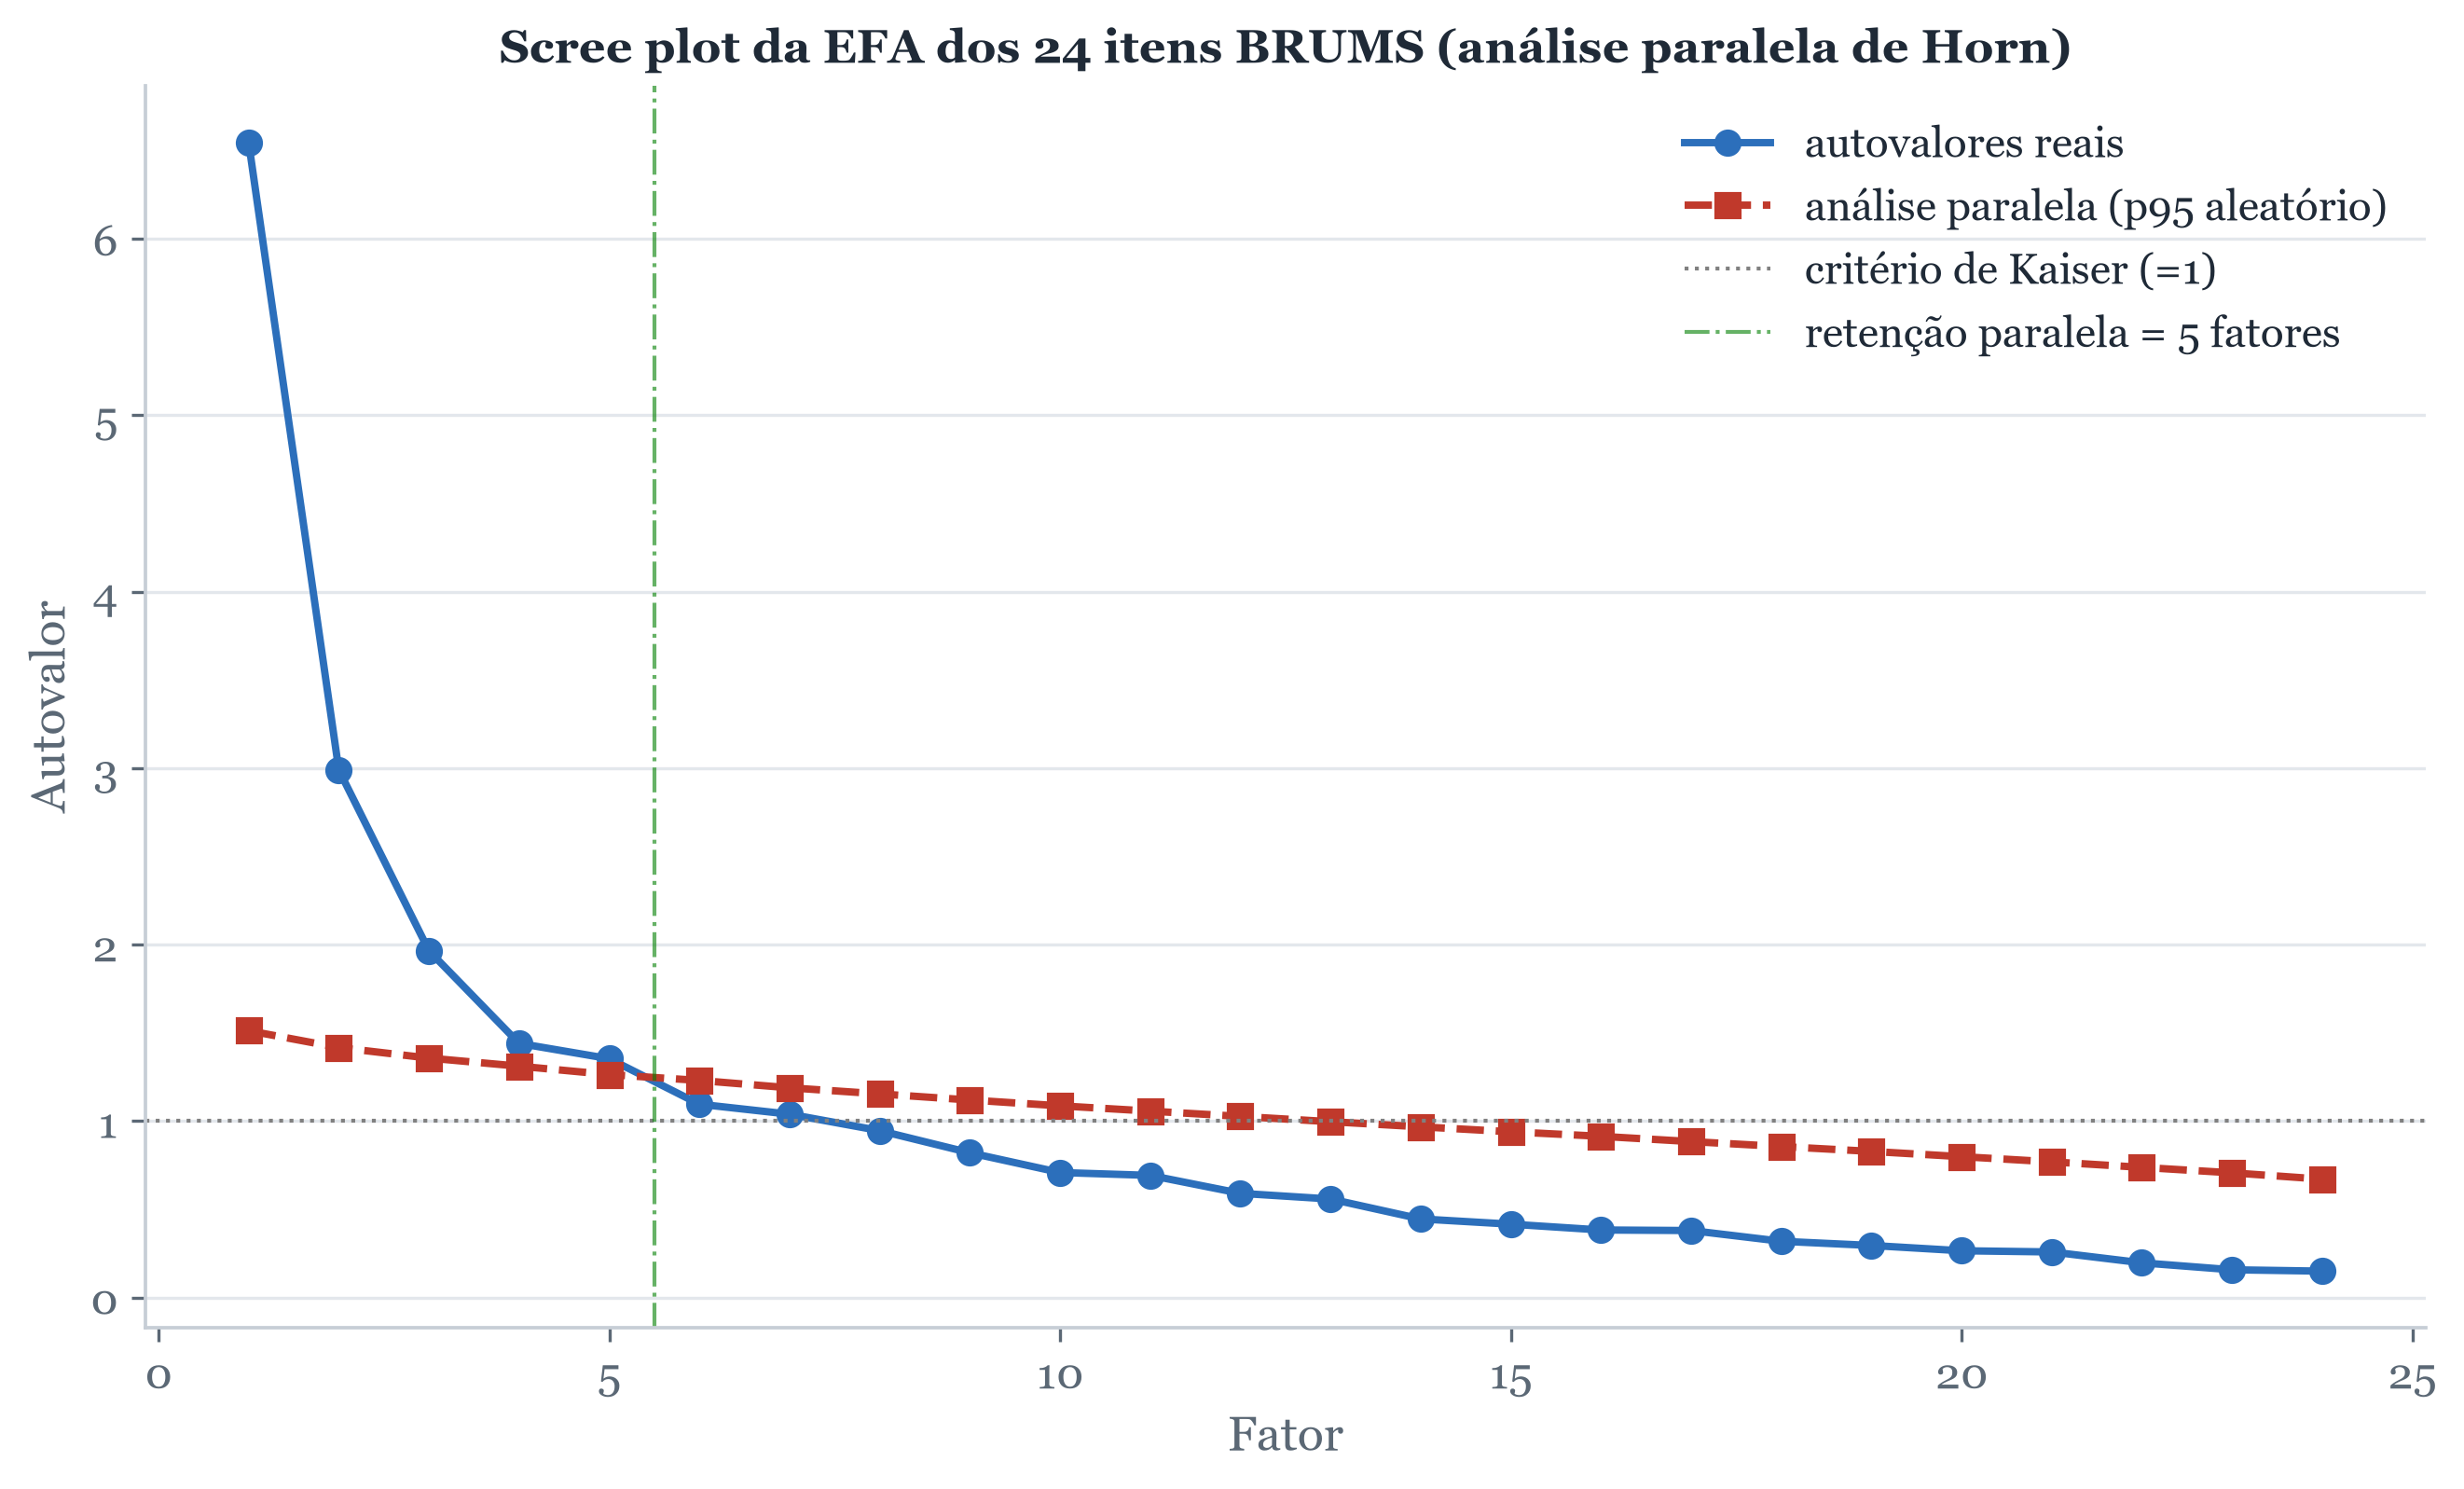 Scree plot da EFA dos 24 itens BRUMS (análise paralela de Horn)
autovalores reais
análise paralela (p95 aleatório)
critério de Kaiser (=1)
retenção paralela = 5 fatores
Autovalor
6
5
4
3
2
1
0
0 5 10 15 20 25
Fator